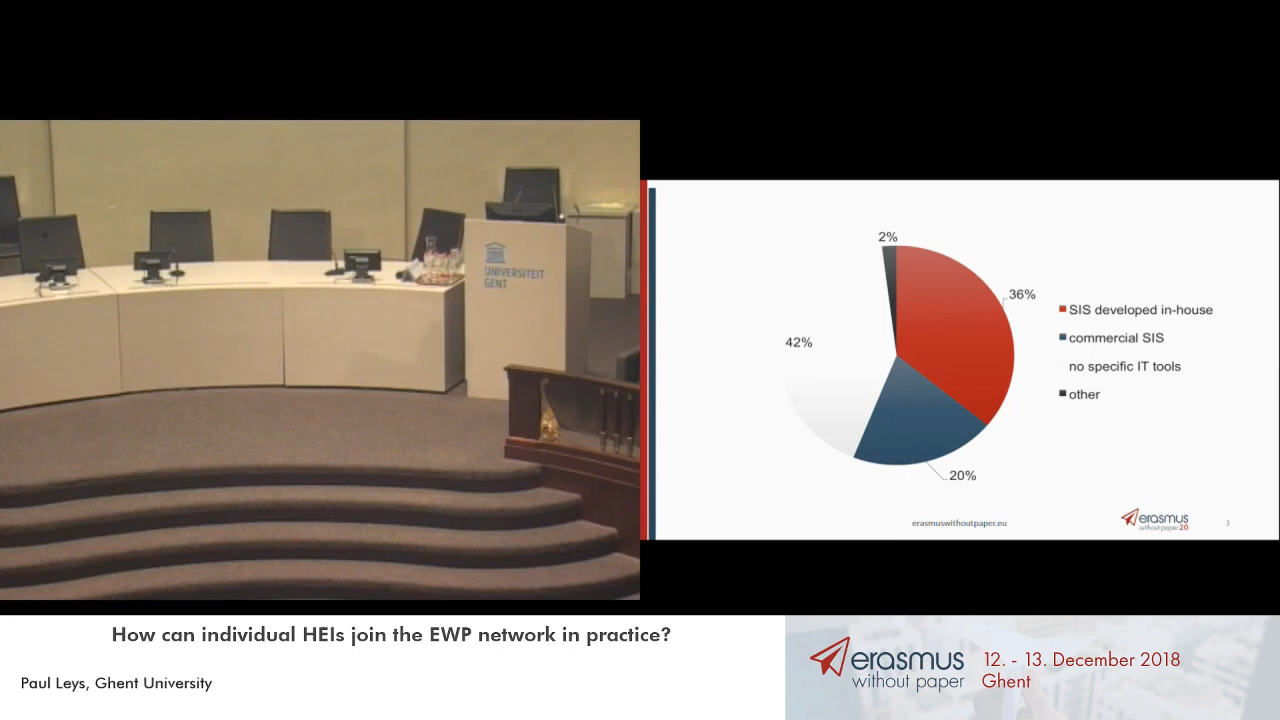 UNIVERSITEIT
GENT
2%
36%
42%
20%
SIS developed in-house
commercial SIS
no specific IT tools
other
erasmuswithoutpaper.eu
erasmus
without paper 2.0
3
How can individual HEIs join the EWP network in practice?
Paul Leys, Ghent University
erasmus
without paper
12. - 13. December 2018
Ghent